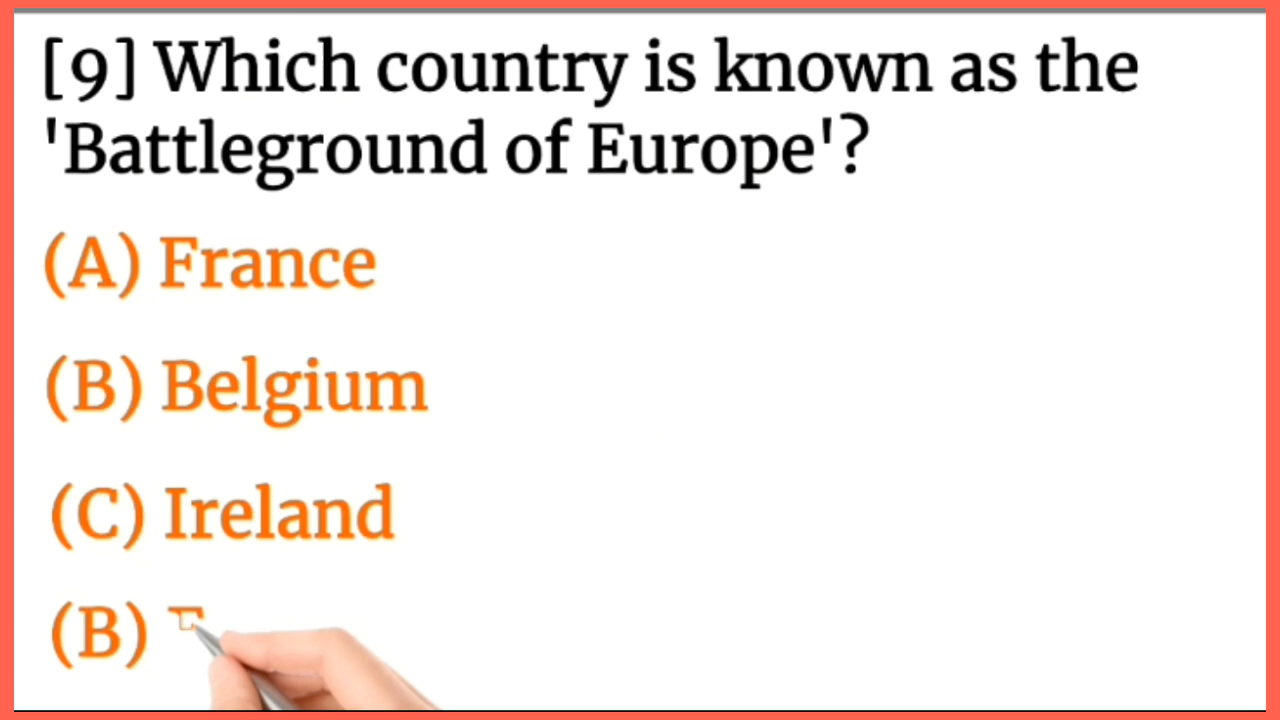 [9] Which country is known as the
'Battleground of Europe'?
(A) France
(B) Belgium
(C) Ireland
(B)